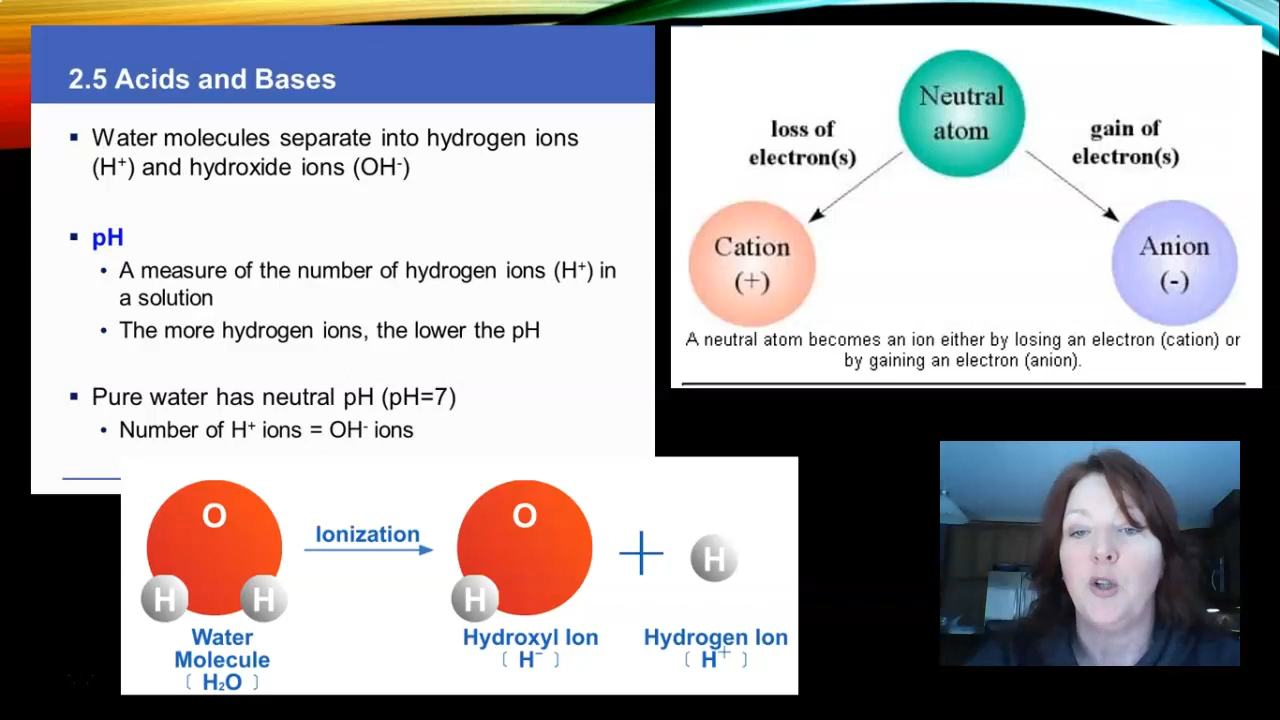 2.5 Acids and Bases
▪ Water molecules separate into hydrogen ions
(H⁺) and hydroxide ions (OH⁻)
▪ pH
• A measure of the number of hydrogen ions (H⁺) in
a solution
• The more hydrogen ions, the lower the pH
▪ Pure water has neutral pH (pH=7)
• Number of H⁺ ions = OH⁻ ions
Neutral
atom
loss of
electron(s)
gain of
electron(s)
Cation
(+)
Anion
(-)
A neutral atom becomes an ion either by losing an electron (cation) or
by gaining an electron (anion).
O
H H
Water
Molecule
( H₂O )
Ionization
O
H
Hydroxyl Ion
( H⁻ )
+
H
Hydrogen Ion
( H⁺ )